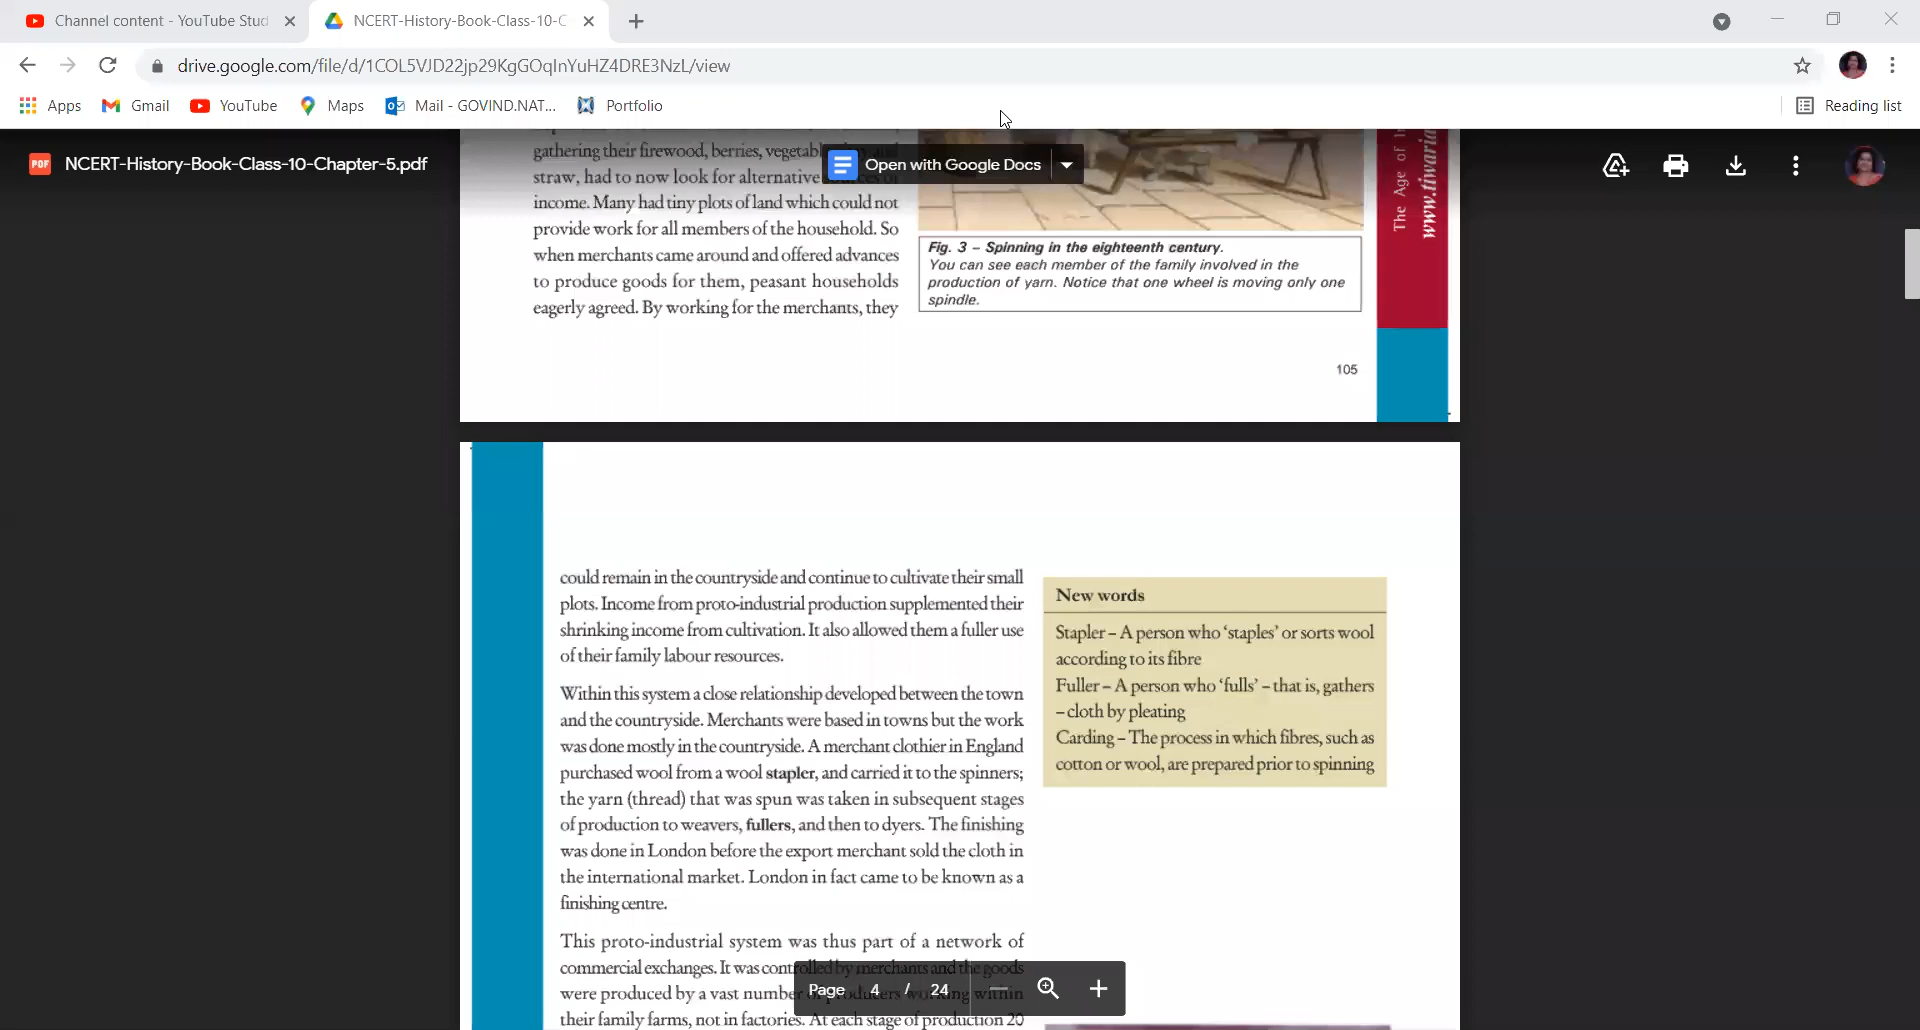 Channel content - YouTube Stud
NCERT-History-Book-Class-10-C
drive.google.com/file/d/1COL5VJD22jp29KgGOqInYuHZ4DRE3NzL/view
Apps
Gmail
YouTube
Maps
Mail - GOVIND.NAT...
Portfolio
Reading list
PDF
NCERT-History-Book-Class-10-Chapter-5.pdf
Open with Google Docs
gathering their firewood, berries, vegetab
straw, had to now look for alternative sources of
income. Many had tiny plots of land which could not
provide work for all members of the household. So
when merchants came around and offered advances
to produce goods for them, peasant households
eagerly agreed. By working for the merchants, they
Fig. 3 – Spinning in the eighteenth century.
You can see each member of the family involved in the
production of yarn. Notice that one wheel is moving only one
spindle.
The Age of I
www.tiwaria
105
could remain in the countryside and continue to cultivate their small
plots. Income from proto-industrial production supplemented their
shrinking income from cultivation. It also allowed them a fuller use
of their family labour resources.
Within this system a close relationship developed between the town
and the countryside. Merchants were based in towns but the work
was done mostly in the countryside. A merchant clothier in England
purchased wool from a wool stapler, and carried it to the spinners;
the yarn (thread) that was spun was taken in subsequent stages
of production to weavers, fullers, and then to dyers. The finishing
was done in London before the export merchant sold the cloth in
the international market. London in fact came to be known as a
finishing centre.
This proto-industrial system was thus part of a network of
commercial exchanges. It was controlled by merchants and the goods
were produced by a vast number of producers working within
their family farms, not in factories. At each stage of production 20
New words
Stapler – A person who ‘staples’ or sorts wool
according to its fibre
Fuller – A person who ‘fulls’ – that is, gathers
– cloth by pleating
Carding – The process in which fibres, such as
cotton or wool, are prepared prior to spinning
Page 4 / 24